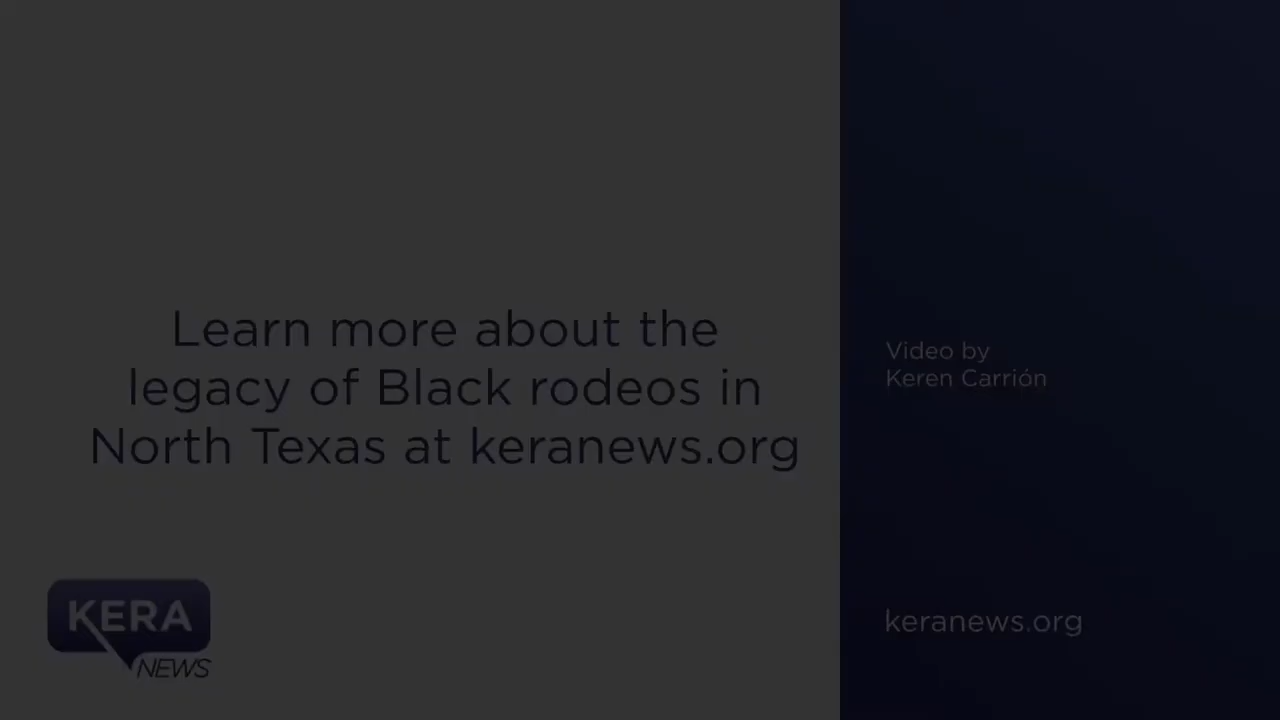 Learn more about the
legacy of Black rodeos in
North Texas at keranews.org
Video by
Keren Carrión
KERA
NEWS
keranews.org